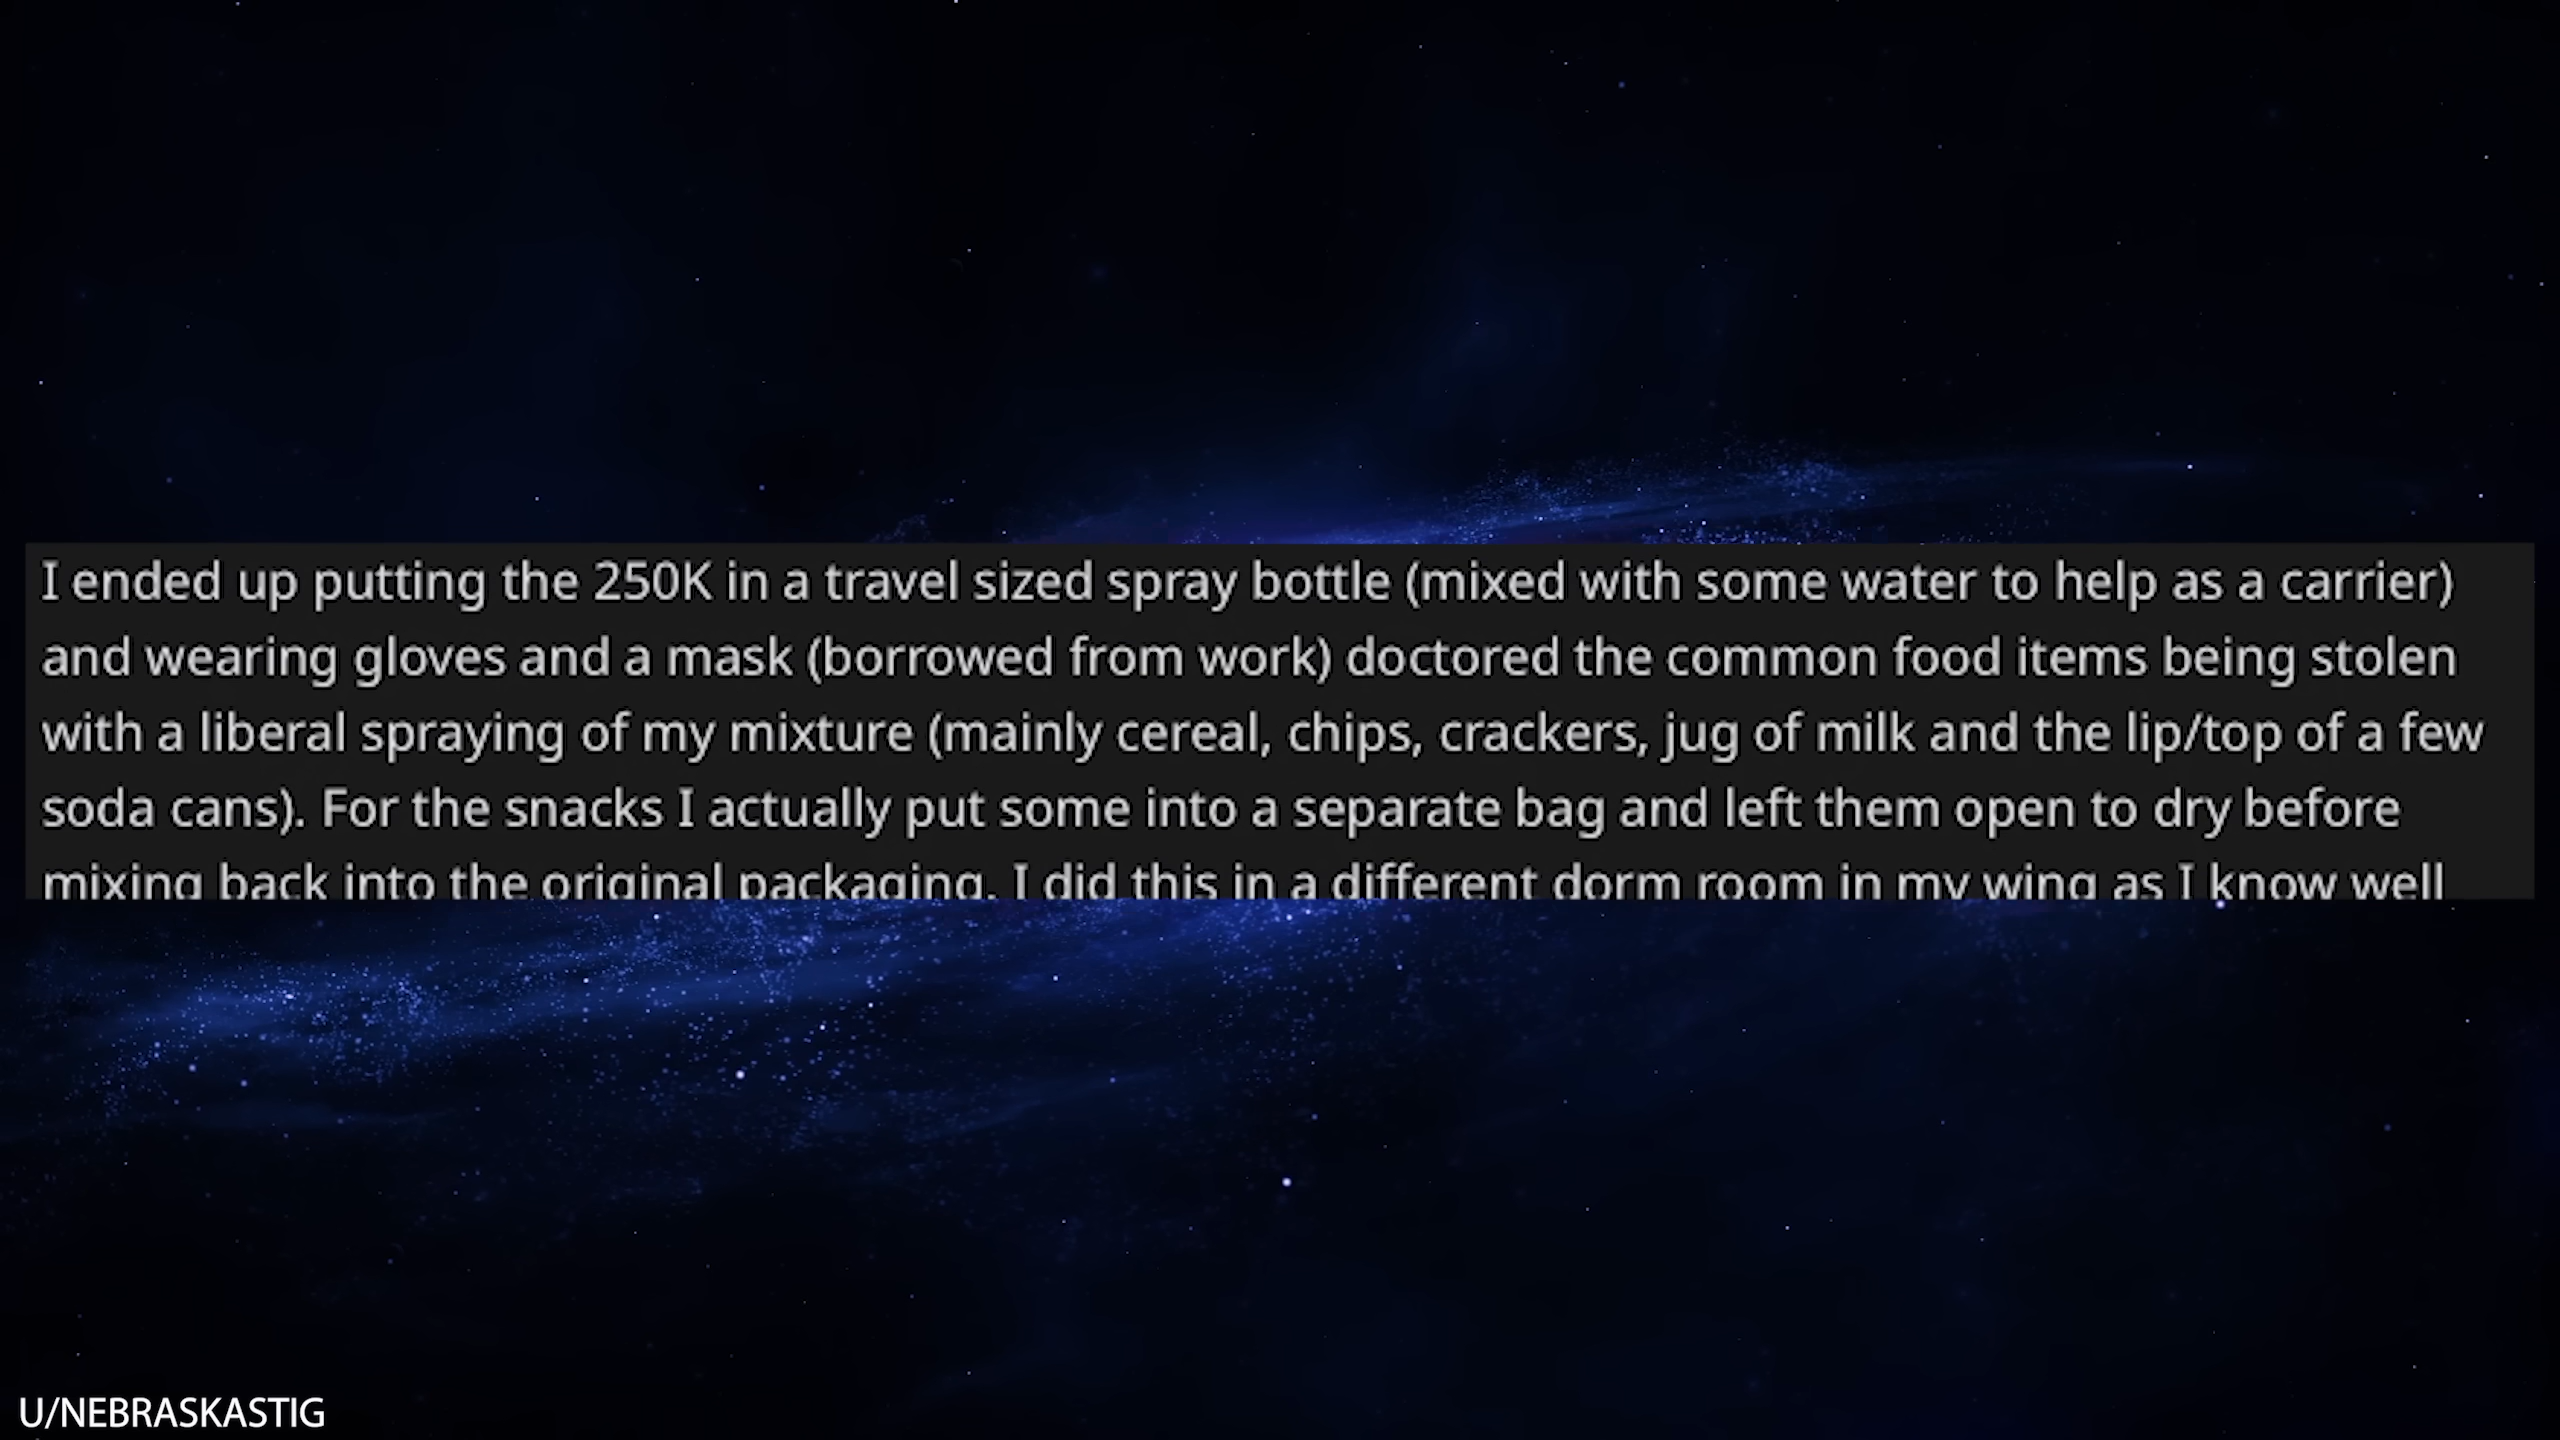 I ended up putting the 250K in a travel sized spray bottle (mixed with some water to help as a carrier)
and wearing gloves and a mask (borrowed from work) doctored the common food items being stolen
with a liberal spraying of my mixture (mainly cereal, chips, crackers, jug of milk and the lip/top of a few
soda cans). For the snacks I actually put some into a separate bag and left them open to dry before
mixing back into the original packaging. I did this in a different dorm room in my wing as I know well
U/NEBRASKASTIG